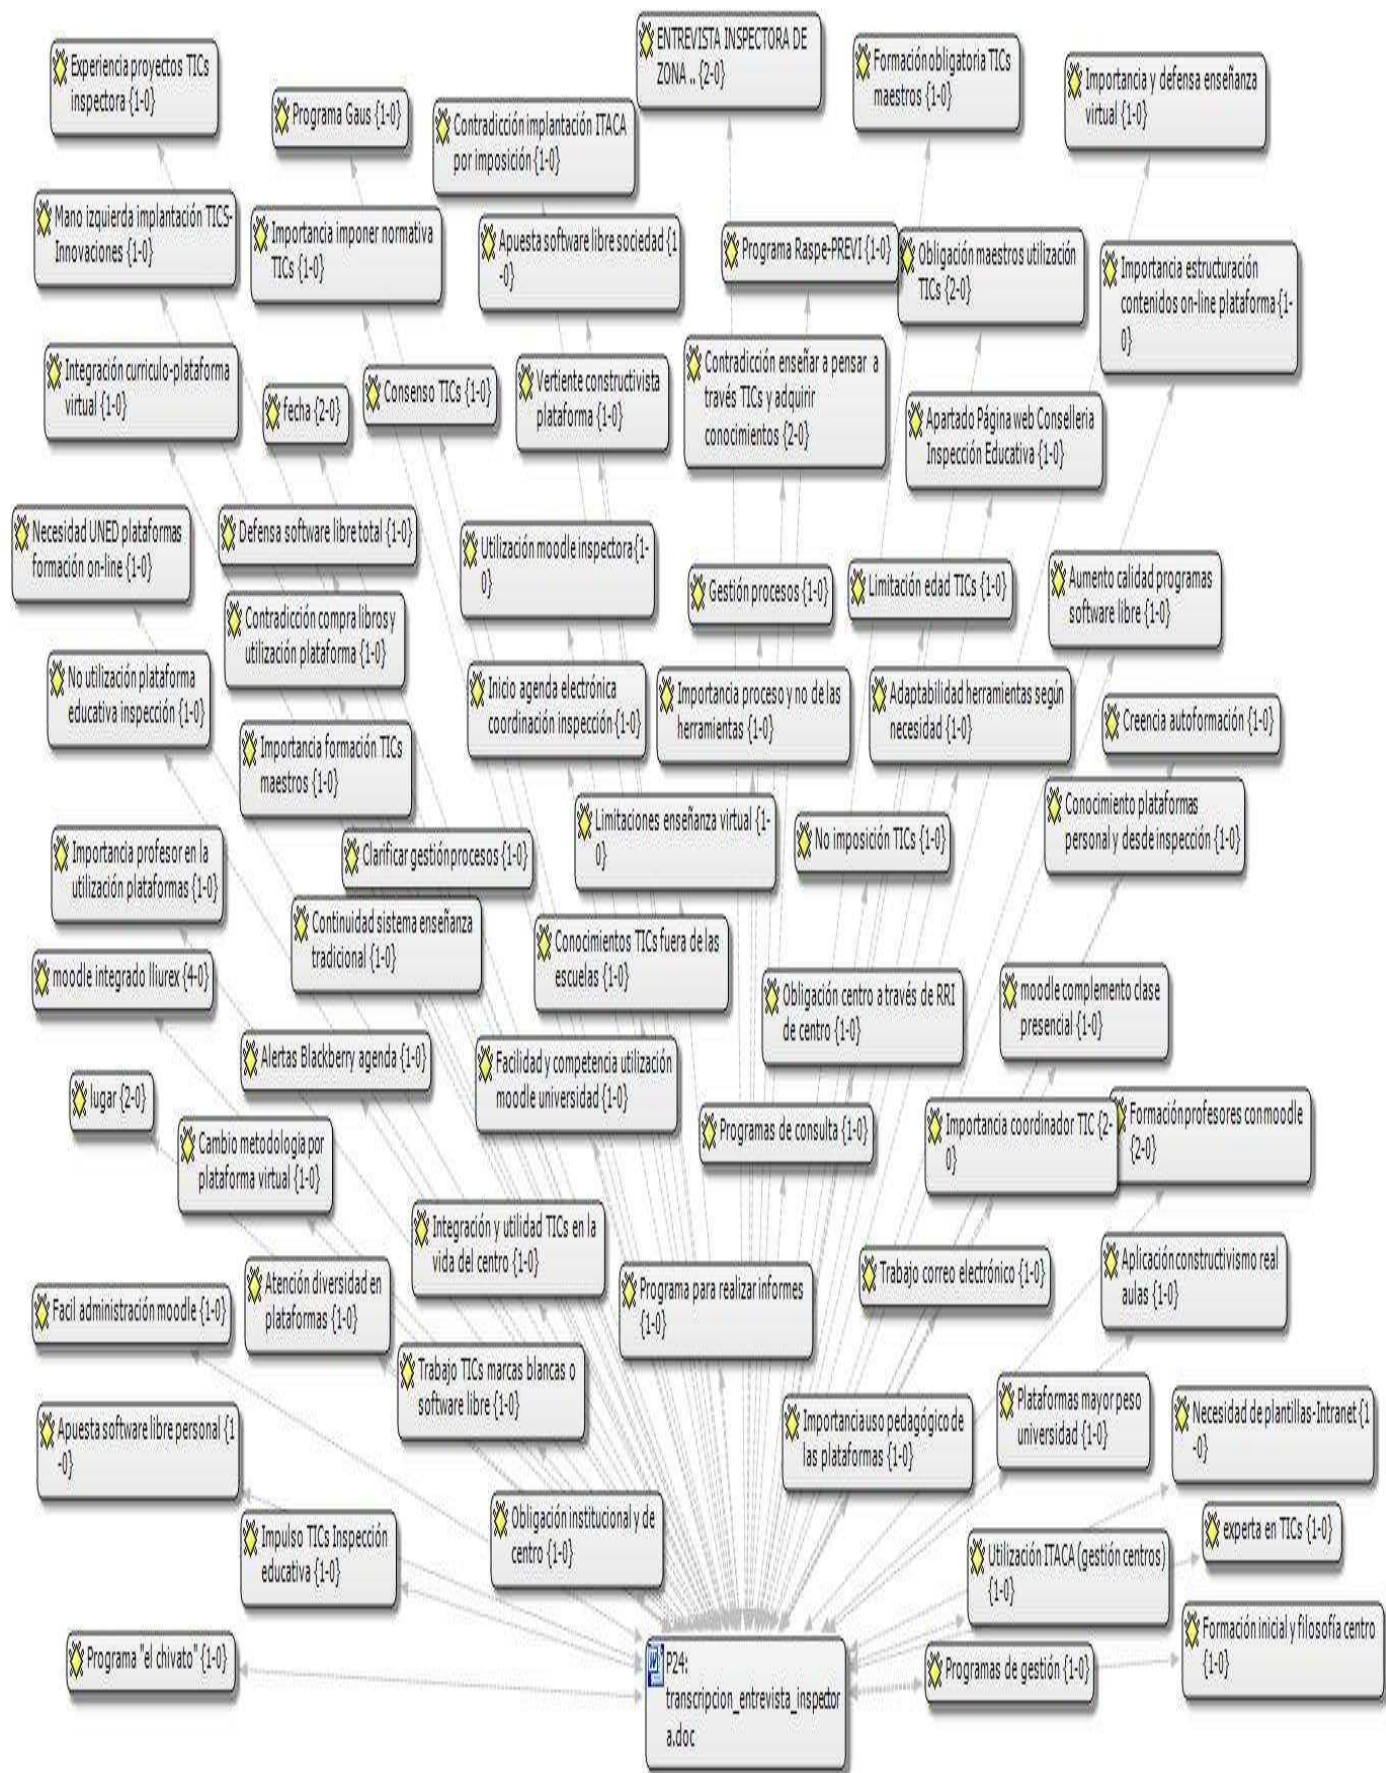 ENTREVISTA INSPECTORA DE
ZONA .. {2-0}
Experiencia proyectos TICs
inspectora {1-0}
Formación obligatoria TICs
maestros {1-0}
Importancia y defensa enseñanza
virtual {1-0}
Programa Gaus {1-0}
Contradicción implantación ITACA
por imposición {1-0}
Mano izquierda implantación TICS-
Innovaciones {1-0}
Importancia imponer normativa
TICs {1-0}
Apuesta software libre sociedad {1
-0}
Programa Raspe-PREVI {1-0}
Obligación maestros utilización
TICs {2-0}
Importancia estructuración
contenidos on-line plataforma {1-
0}
Integración curriculo-plataforma
virtual {1-0}
fecha {2-0}
Consenso TICs {1-0}
Vertiente constructivista
plataforma {1-0}
Contradicción enseñar a pensar a
través TICs y adquirir
conocimientos {2-0}
Apartado Página web Conselleria
Inspección Educativa {1-0}
Necesidad UNED plataformas
formación on-line {1-0}
Defensa software libre total {1-0}
Utilización moodle inspectora {1-
0}
Gestión procesos {1-0}
Limitación edad TICs {1-0}
Aumento calidad programas
software libre {1-0}
Contradicción compra libros y
utilización plataforma {1-0}
No utilización plataforma
educativa inspección {1-0}
Inicio agenda electrónica
coordinación inspección {1-0}
Importancia proceso y no de las
herramientas {1-0}
Adaptabilidad herramientas según
necesidad {1-0}
Creencia autoformación {1-0}
Importancia formación TICs
maestros {1-0}
Conocimiento plataformas
personal y desde inspección {1-0}
Limitaciones enseñanza virtual {1-
0}
No imposición TICs {1-0}
Importancia profesor en la
utilización plataformas {1-0}
Clarificar gestión procesos {1-0}
Continuidad sistema enseñanza
tradicional {1-0}
Conocimientos TICs fuera de las
escuelas {1-0}
moodle integrado lliurex {4-0}
Obligación centro a través de RRI
de centro {1-0}
moodle complemento clase
presencial {1-0}
Alertas Blackberry agenda {1-0}
Facilidad y competencia utilización
moodle universidad {1-0}
lugar {2-0}
Cambio metodologia por
plataforma virtual {1-0}
Programas de consulta {1-0}
Importancia coordinador TIC {2-
0}
Formación profesores con moodle
{2-0}
Integración y utilidad TICs en la
vida del centro {1-0}
Facil administración moodle {1-0}
Atención diversidad en
plataformas {1-0}
Programa para realizar informes
{1-0}
Trabajo correo electrónico {1-0}
Aplicación constructivismo real
aulas {1-0}
Trabajo TICs marcas blancas o
software libre {1-0}
Apuesta software libre personal {1
-0}
Importancia uso pedagógico de
las plataformas {1-0}
Plataformas mayor peso
universidad {1-0}
Necesidad de plantillas-Intranet {1
-0}
Impulso TICs Inspección
educativa {1-0}
Obligación institucional y de
centro {1-0}
experta en TICs {1-0}
Utilización ITACA (gestión centros)
{1-0}
Programa "el chivato" {1-0}
P24:
transcripcion_entrevista_inspector
a.doc
Programas de gestión {1-0}
Formación inicial y filosofía centro
{1-0}